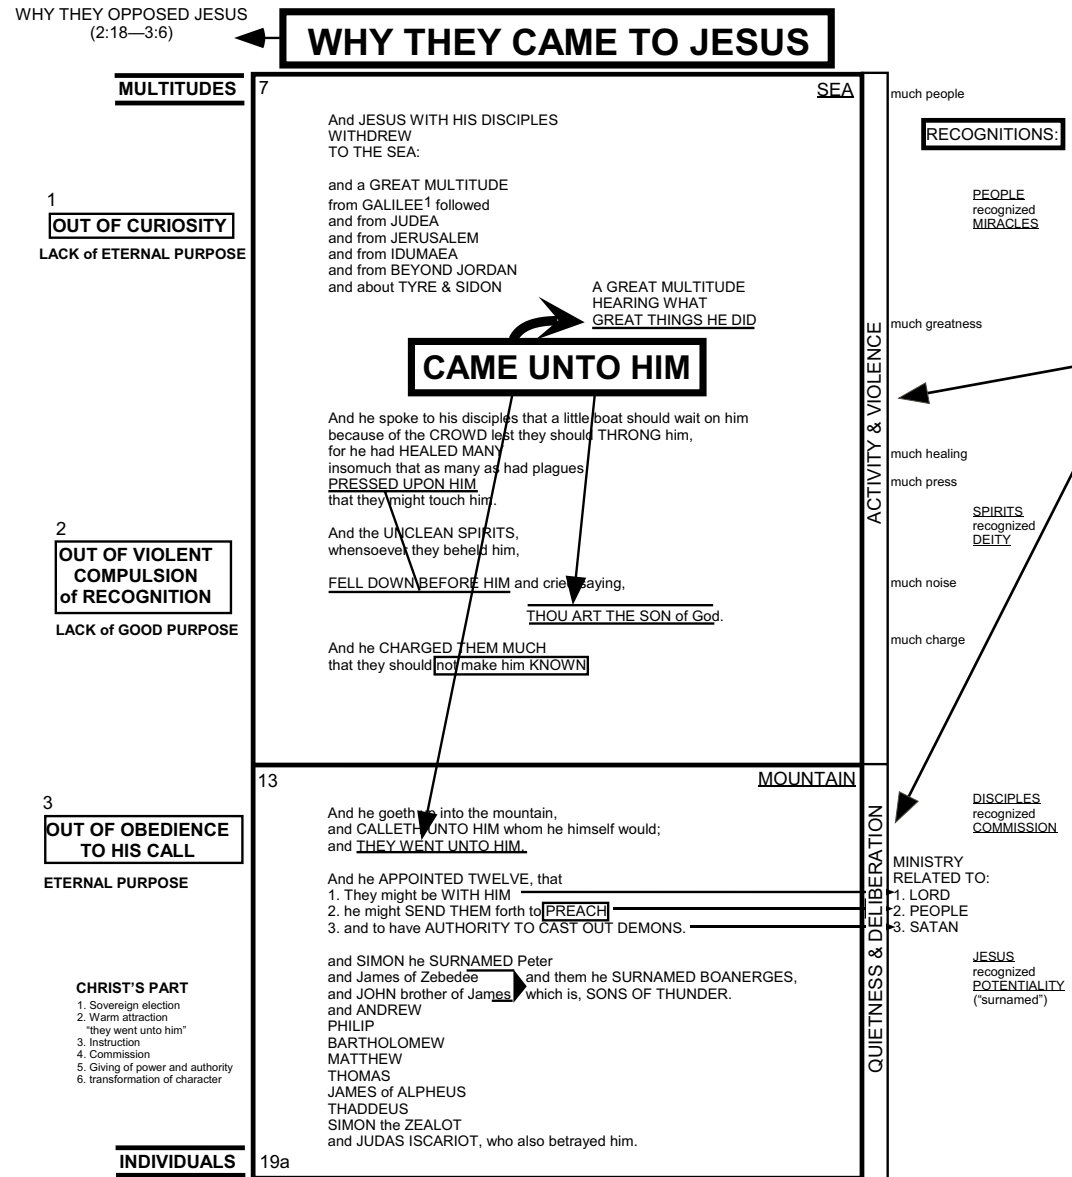 WHY THEY OPPOSED JESUS
(2:18—3:6)
WHY THEY CAME TO JESUS
MULTITUDES
7
SEA
much people
RECOGNITIONS:
And JESUS WITH HIS DISCIPLES
WITHDREW
TO THE SEA:
and a GREAT MULTITUDE
from GALILEE1 followed
and from JUDEA
and from JERUSALEM
and from IDUMAEA
and from BEYOND JORDAN
and about TYRE & SIDON
1
OUT OF CURIOSITY
LACK of ETERNAL PURPOSE
PEOPLE
recognized
MIRACLES
A GREAT MULTITUDE
HEARING WHAT
GREAT THINGS HE DID
much greatness
CAME UNTO HIM
ACTIVITY & VIOLENCE
And he spoke to his disciples that a little boat should wait on him
because of the CROWD lest they should THRONG him,
for he had HEALED MANY
insomuch that as many as had plagues
PRESSED UPON HIM
that they might touch him.
much healing
much press
2
OUT OF VIOLENT
COMPULSION
of RECOGNITION
LACK of GOOD PURPOSE
And the UNCLEAN SPIRITS,
whensoever they beheld him,
FELL DOWN BEFORE HIM and cried saying,
THOU ART THE SON of God.
SPIRITS
recognized
DEITY
much noise
And he CHARGED THEM MUCH
that they should not make him KNOWN
much charge
13
MOUNTAIN
3
OUT OF OBEDIENCE
TO HIS CALL
ETERNAL PURPOSE
And he goeth into the mountain,
and CALLETH UNTO HIM whom he himself would;
and THEY WENT UNTO HIM.
DISCIPLES
recognized
COMMISSION
QUIETNESS & DELIBERATION
And he APPOINTED TWELVE, that
1. They might be WITH HIM
2. he might SEND THEM forth to PREACH
3. and to have AUTHORITY TO CAST OUT DEMONS.
MINISTRY
RELATED TO:
1. LORD
2. PEOPLE
3. SATAN
and SIMON he SURNAMED Peter
and James of Zebedee
and JOHN brother of James
and them he SURNAMED BOANERGES,
which is, SONS OF THUNDER.
and ANDREW
PHILIP
BARTHOLOMEW
MATTHEW
THOMAS
JAMES of ALPHEUS
THADDEUS
SIMON the ZEALOT
and JUDAS ISCARIOT, who also betrayed him.
JESUS
recognized
POTENTIALITY
(“surnamed”)
CHRIST’S PART
1. Sovereign election
2. Warm attraction
“they went unto him”
3. Instruction
4. Commission
5. Giving of power and authority
6. transformation of character
INDIVIDUALS
19a